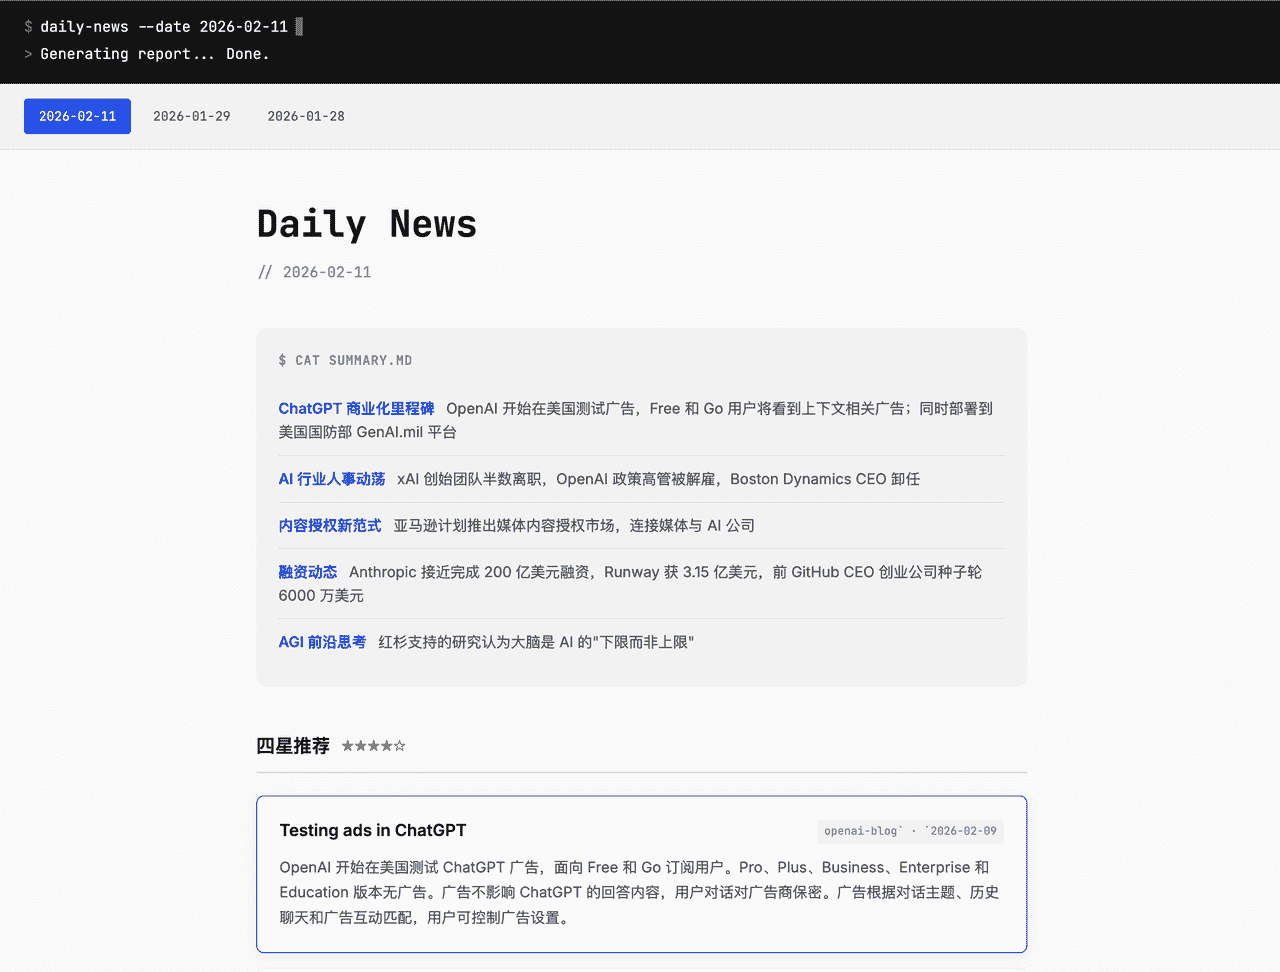 $ daily-news --date 2026-02-11
> Generating report... Done.
2026-02-11 2026-01-29 2026-01-28
Daily News
// 2026-02-11
$ CAT SUMMARY.MD
ChatGPT 商业化里程碑 OpenAI 开始在美国测试广告，Free 和 Go 用户将看到上下文相关广告；同时部署到
美国国防部 GenAI.mil 平台
AI 行业人事动荡 xAI 创始团队半数离职，OpenAI 政策高管被解雇，Boston Dynamics CEO 卸任
内容授权新范式 亚马逊计划推出媒体内容授权市场，连接媒体与 AI 公司
融资动态 Anthropic 接近完成 200 亿美元融资，Runway 获 3.15 亿美元，前 GitHub CEO 创业公司种子轮
6000 万美元
AGI 前沿思考 红杉支持的研究认为大脑是 AI 的"下限而非上限"
四星推荐 ★★★★☆
Testing ads in ChatGPT
openai-blog` · `2026-02-09
OpenAI 开始在美国测试 ChatGPT 广告，面向 Free 和 Go 订阅用户。Pro、Plus、Business、Enterprise 和
Education 版本无广告。广告不影响 ChatGPT 的回答内容，用户对话对广告商保密。广告根据对话主题、历史
聊天和广告互动匹配，用户可控制广告设置。